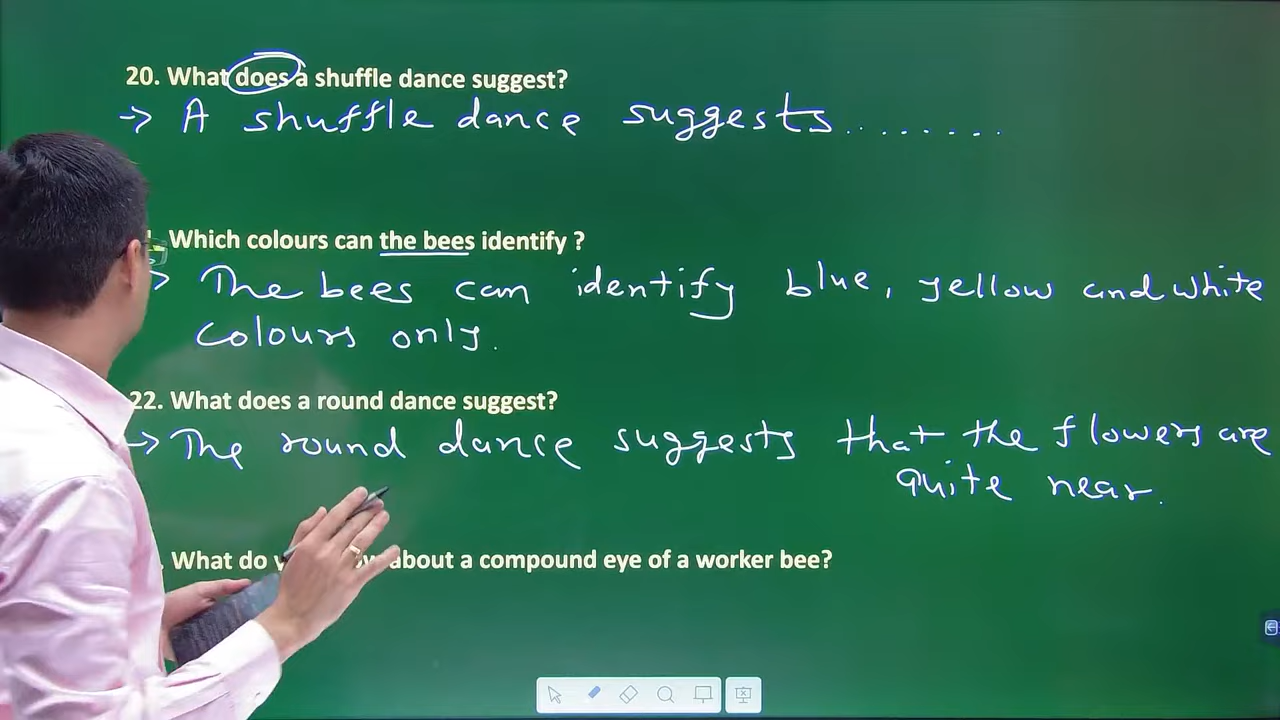 20. What does a shuffle dance suggest?
→ A shuffle dance suggests........
Which colours can the bees identify ?
The bees can identify blue, yellow and white
colours only.
22. What does a round dance suggest?
→ The round dance suggests that the flowers are
quite near.
. What do about a compound eye of a worker bee?